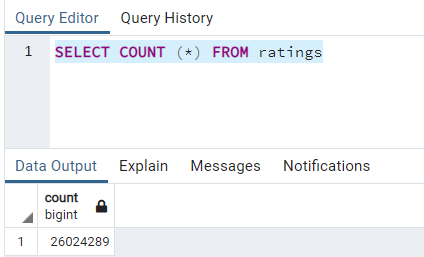 Query Editor Query History
1 SELECT COUNT (*) FROM ratings
Data Output Explain Messages Notifications
count
bigint
1 26024289